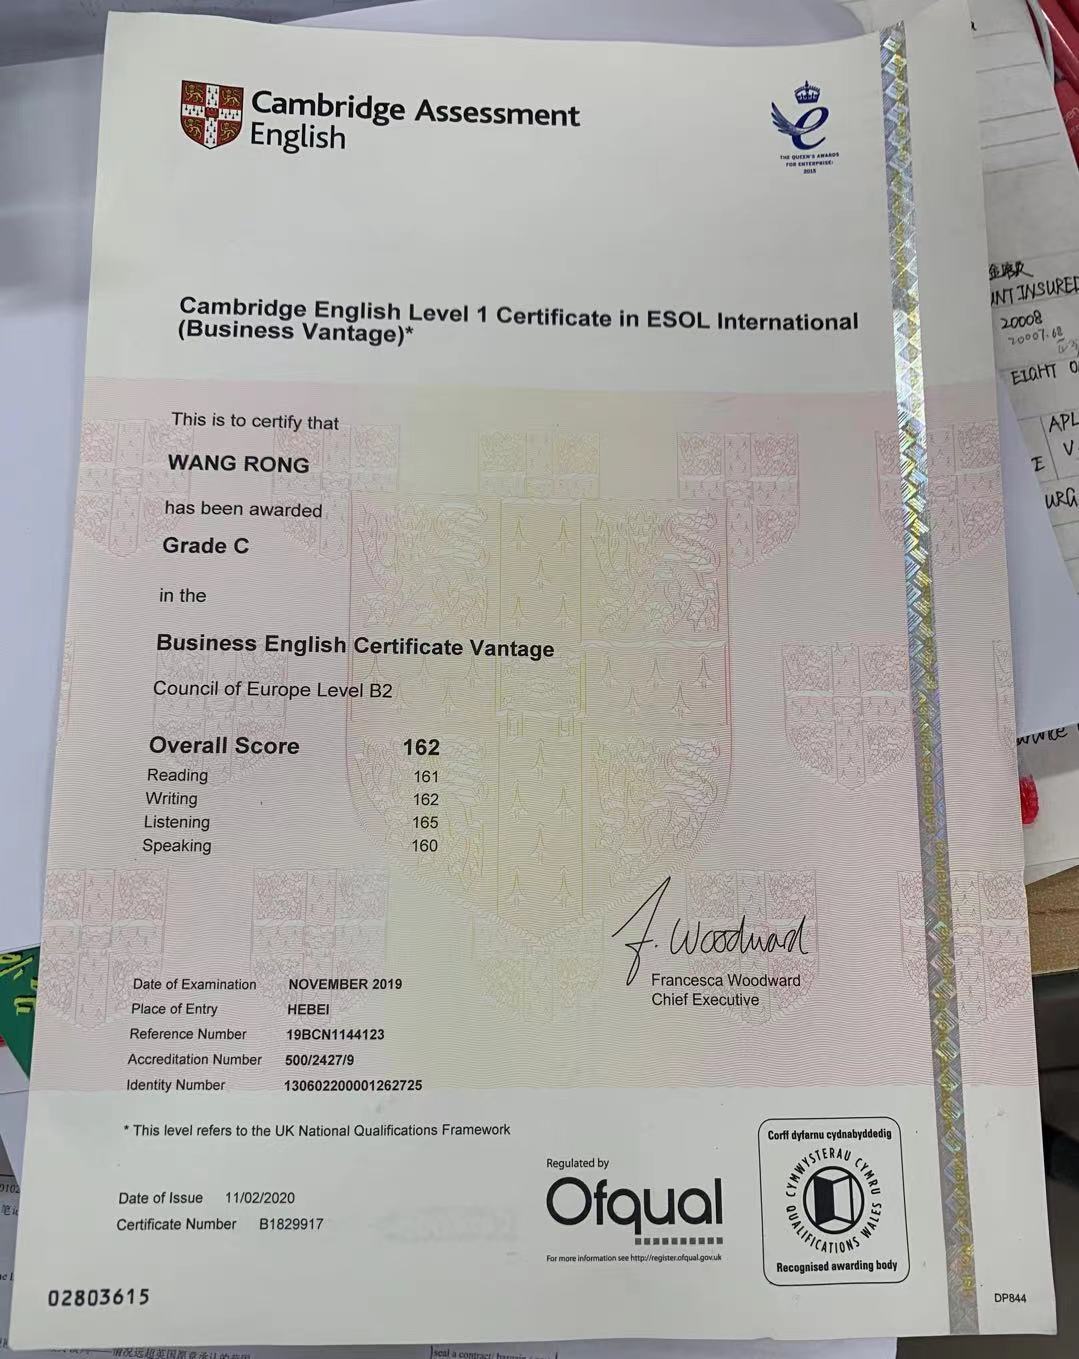 Cambridge Assessment
English
THE QUEEN'S AWARDS
FOR ENTERPRISE:
2015
Cambridge English Level 1 Certificate in ESOL International
(Business Vantage)*
This is to certify that
WANG RONG
has been awarded
Grade C
in the
Business English Certificate Vantage
Council of Europe Level B2
Overall Score 162
Reading 161
Writing 162
Listening 165
Speaking 160
F. Woodward
Francesca Woodward
Chief Executive
Date of Examination NOVEMBER 2019
Place of Entry HEBEI
Reference Number 19BCN1144123
Accreditation Number 500/2427/9
Identity Number 130602200001262725
* This level refers to the UK National Qualifications Framework
Date of Issue 11/02/2020
Certificate Number B1829917
Regulated by
Ofqual
For more information see http://register.ofqual.gov.uk
Corff dyfarnu cydnabyddedig
CYMWYSTERAU CYMRU
QUALIFICATIONS WALES
Recognised awarding body
02803615
DP844
INSURED
20008
20007.68
EIGHT
APL
V
E
seal a contract/